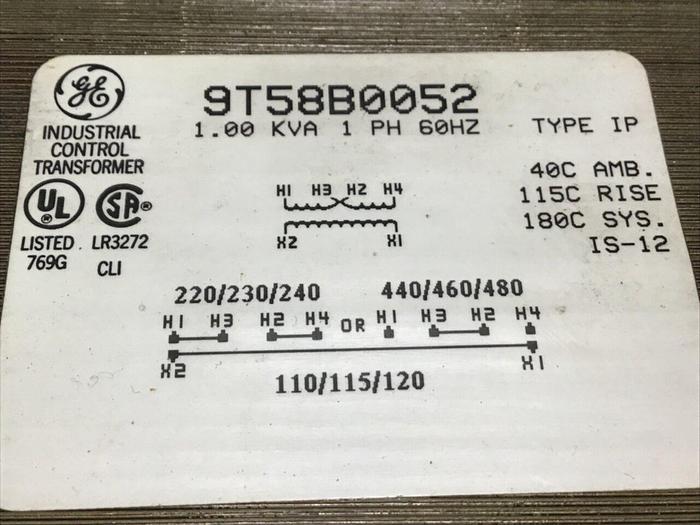 GE
9T58B0052
1.00 KVA 1 PH 60HZ TYPE IP
INDUSTRIAL
CONTROL
TRANSFORMER
40C AMB.
115C RISE
180C SYS.
IS-12
UL
SA
LISTED LR3272
769G CLI
H1 H3 H2 H4
X2 X1
220/230/240 440/460/480
H1 H3 H2 H4 OR H1 H3 H2 H4
X2 X1
110/115/120